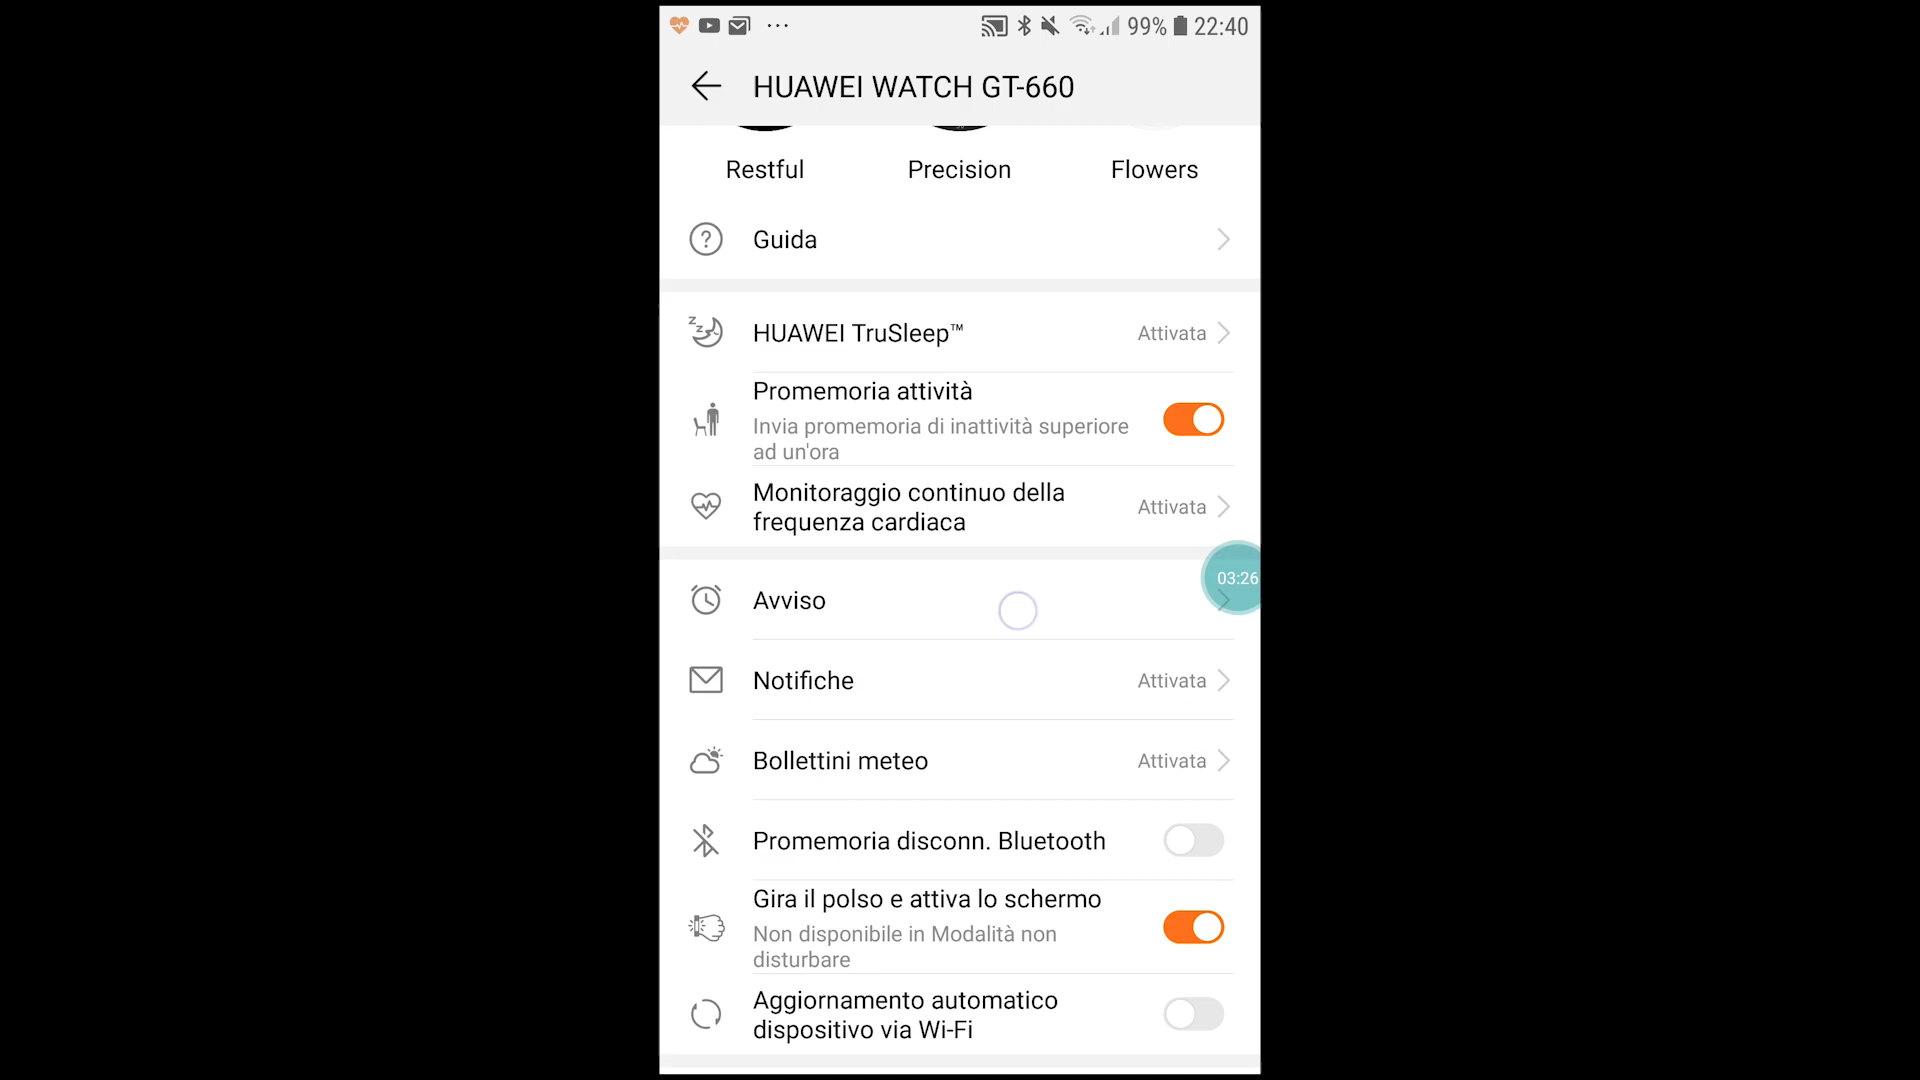 99% 22:40
HUAWEI WATCH GT-660
Restful Precision Flowers
Guida
HUAWEI TruSleep™ Attivata
Promemoria attività
Invia promemoria di inattività superiore
ad un'ora
Monitoraggio continuo della
frequenza cardiaca
Attivata
03:26
Avviso
Notifiche Attivata
Bollettini meteo Attivata
Promemoria disconn. Bluetooth
Gira il polso e attiva lo schermo
Non disponibile in Modalità non
disturbare
Aggiornamento automatico
dispositivo via Wi-Fi